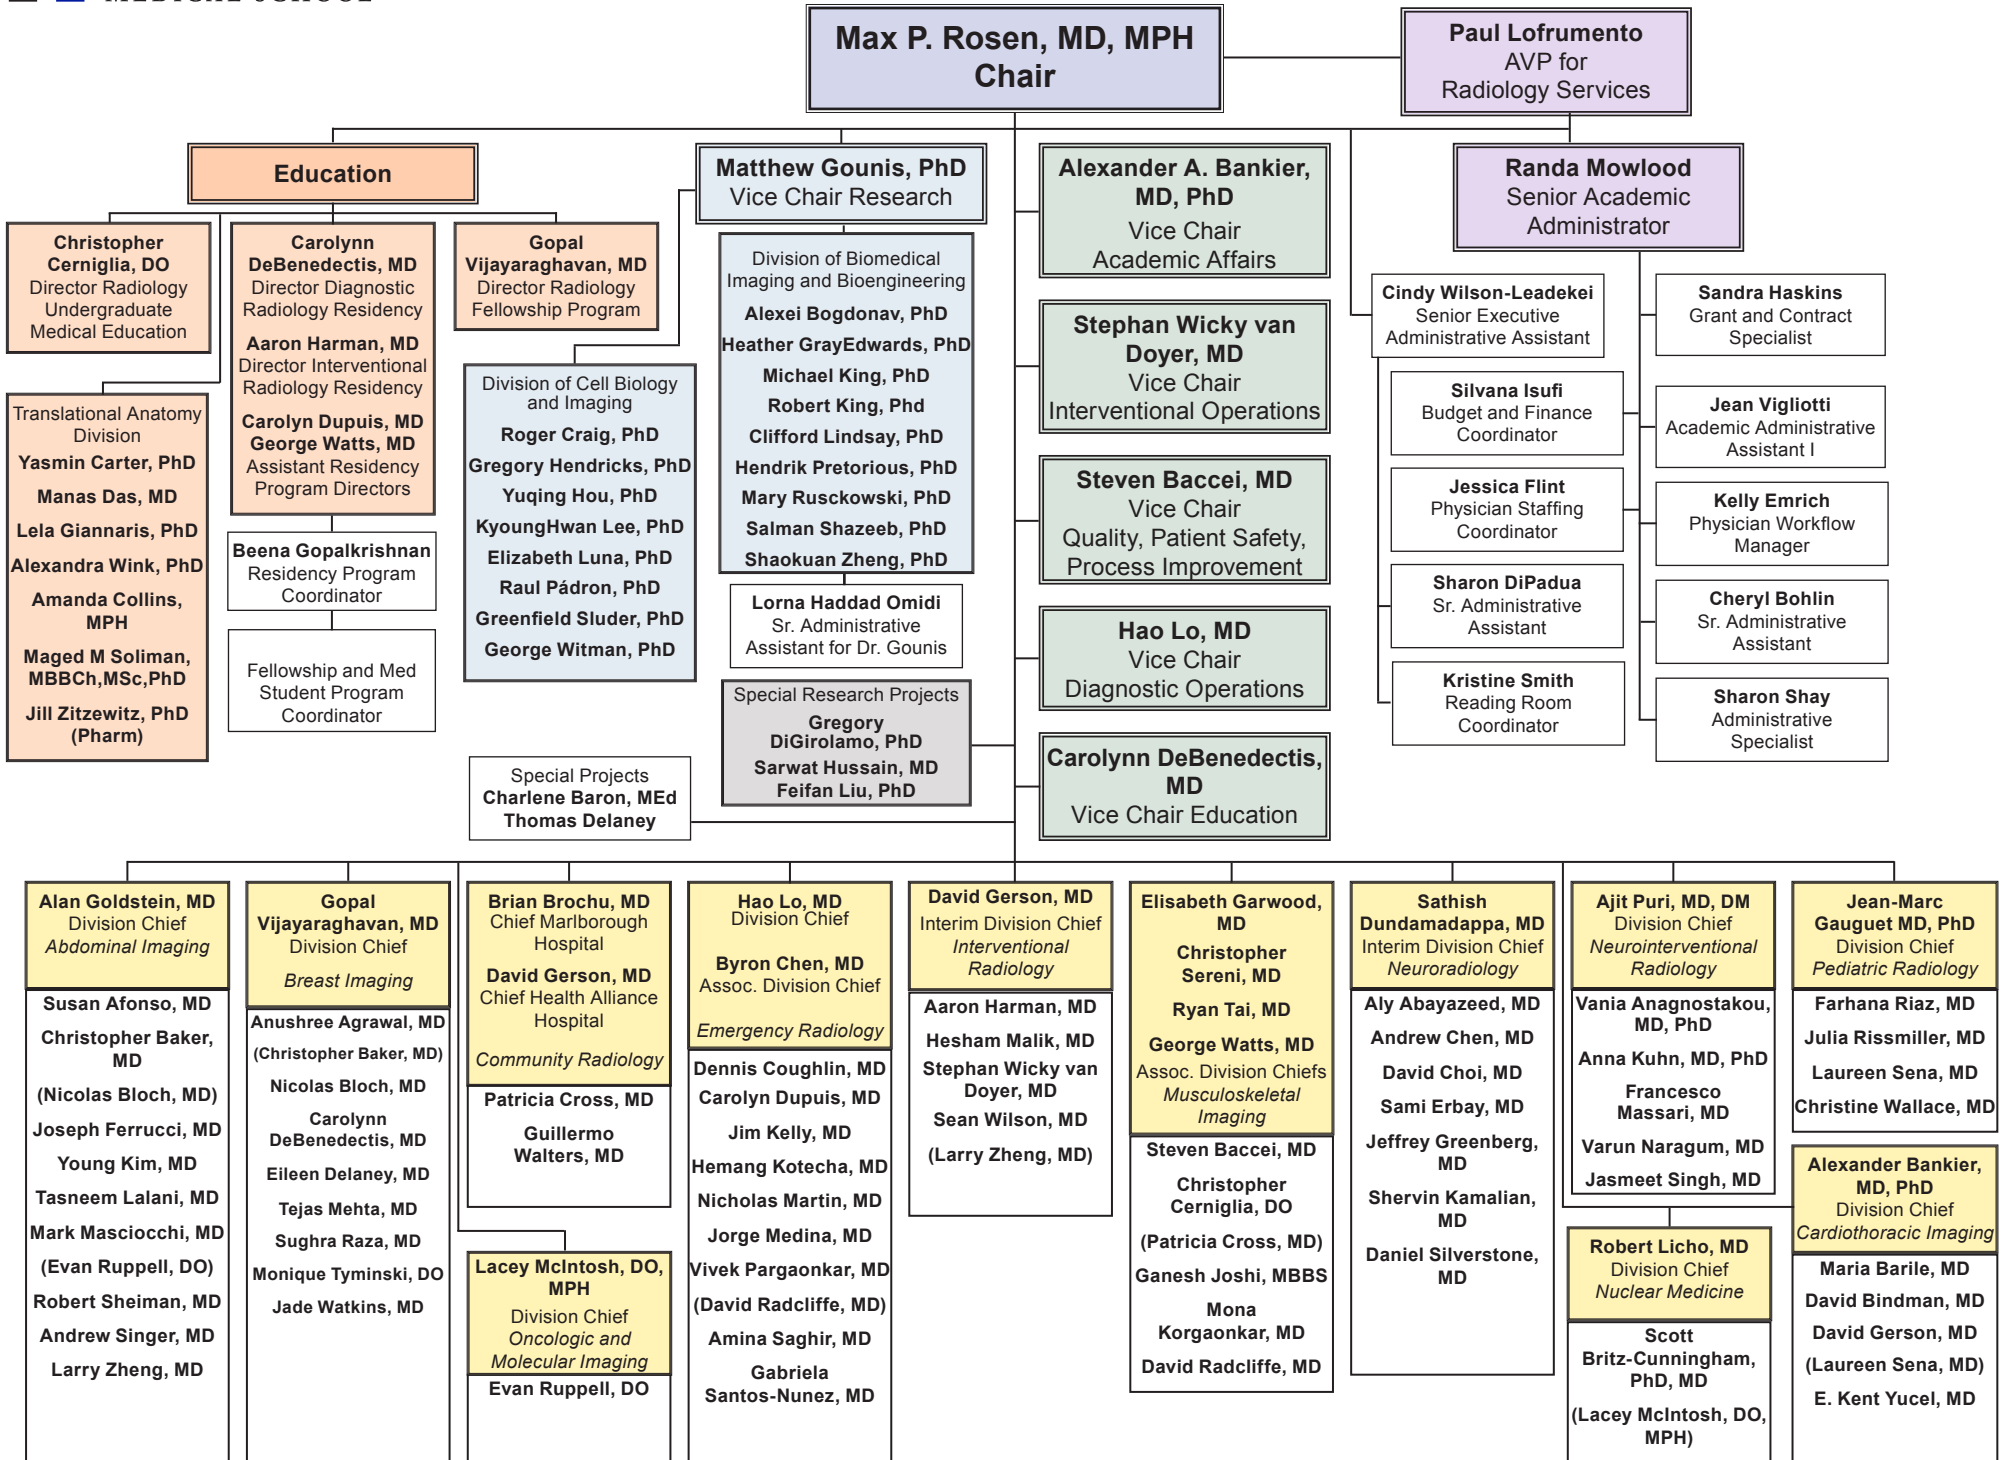 MEDICAL SCHOOL
Max P. Rosen, MD, MPH
Chair
Paul Lofrumento
AVP for
Radiology Services
Education
Matthew Gounis, PhD
Vice Chair Research
Alexander A. Bankier,
MD, PhD
Vice Chair
Academic Affairs
Randa Mowlood
Senior Academic
Administrator
Christopher
Cerniglia, DO
Director Radiology
Undergraduate
Medical Education
Carolynn
DeBenedectis, MD
Director Diagnostic
Radiology Residency
Aaron Harman, MD
Director Interventional
Radiology Residency
Carolyn Dupuis, MD
George Watts, MD
Assistant Residency
Program Directors
Gopal
Vijayaraghavan, MD
Director Radiology
Fellowship Program
Translational Anatomy
Division
Yasmin Carter, PhD
Manas Das, MD
Lela Giannaris, PhD
Alexandra Wink, PhD
Amanda Collins,
MPH
Maged M Soliman,
MBBCh,MSc,PhD
Jill Zitzewitz, PhD
(Pharm)
Beena Gopalkrishnan
Residency Program
Coordinator
Fellowship and Med
Student Program
Coordinator
Division of Cell Biology
and Imaging
Roger Craig, PhD
Gregory Hendricks, PhD
Yuqing Hou, PhD
KyoungHwan Lee, PhD
Elizabeth Luna, PhD
Raul Pádron, PhD
Greenfield Sluder, PhD
George Witman, PhD
Division of Biomedical
Imaging and Bioengineering
Alexei Bogdonav, PhD
Heather GrayEdwards, PhD
Michael King, PhD
Robert King, Phd
Clifford Lindsay, PhD
Hendrik Pretorious, PhD
Mary Rusckowski, PhD
Salman Shazeeb, PhD
Shaokuan Zheng, PhD
Lorna Haddad Omidi
Sr. Administrative
Assistant for Dr. Gounis
Special Research Projects
Gregory
DiGirolamo, PhD
Sarwat Hussain, MD
Feifan Liu, PhD
Special Projects
Charlene Baron, MEd
Thomas Delaney
Stephan Wicky van
Doyer, MD
Vice Chair
Interventional Operations
Steven Baccei, MD
Vice Chair
Quality, Patient Safety,
Process Improvement
Hao Lo, MD
Vice Chair
Diagnostic Operations
Carolynn DeBenedectis,
MD
Vice Chair Education
Cindy Wilson-Leadekei
Senior Executive
Administrative Assistant
Silvana Isufi
Budget and Finance
Coordinator
Jessica Flint
Physician Staffing
Coordinator
Sharon DiPadua
Sr. Administrative
Assistant
Kristine Smith
Reading Room
Coordinator
Sandra Haskins
Grant and Contract
Specialist
Jean Vigliotti
Academic Administrative
Assistant I
Kelly Emrich
Physician Workflow
Manager
Cheryl Bohlin
Sr. Administrative
Assistant
Sharon Shay
Administrative
Specialist
Alan Goldstein, MD
Division Chief
Abdominal Imaging
Susan Afonso, MD
Christopher Baker,
MD
(Nicolas Bloch, MD)
Joseph Ferrucci, MD
Young Kim, MD
Tasneem Lalani, MD
Mark Masciocchi, MD
(Evan Ruppell, DO)
Robert Sheiman, MD
Andrew Singer, MD
Larry Zheng, MD
Gopal
Vijayaraghavan, MD
Division Chief
Breast Imaging
Anushree Agrawal, MD
(Christopher Baker, MD)
Nicolas Bloch, MD
Carolynn
DeBenedectis, MD
Eileen Delaney, MD
Tejas Mehta, MD
Sughra Raza, MD
Monique Tyminski, DO
Jade Watkins, MD
Brian Brochu, MD
Chief Marlborough
Hospital
David Gerson, MD
Chief Health Alliance
Hospital
Community Radiology
Patricia Cross, MD
Guillermo
Walters, MD
Lacey McIntosh, DO,
MPH
Division Chief
Oncologic and
Molecular Imaging
Evan Ruppell, DO
Hao Lo, MD
Division Chief
Byron Chen, MD
Assoc. Division Chief
Emergency Radiology
Dennis Coughlin, MD
Carolyn Dupuis, MD
Jim Kelly, MD
Hemang Kotecha, MD
Nicholas Martin, MD
Jorge Medina, MD
Vivek Pargaonkar, MD
(David Radcliffe, MD)
Amina Saghir, MD
Gabriela
Santos-Nunez, MD
David Gerson, MD
Interim Division Chief
Interventional
Radiology
Aaron Harman, MD
Hesham Malik, MD
Stephan Wicky van
Doyer, MD
Sean Wilson, MD
(Larry Zheng, MD)
Elisabeth Garwood,
MD
Christopher
Sereni, MD
Ryan Tai, MD
George Watts, MD
Assoc. Division Chiefs
Musculoskeletal
Imaging
Steven Baccei, MD
Christopher
Cerniglia, DO
(Patricia Cross, MD)
Ganesh Joshi, MBBS
Mona
Korgaonkar, MD
David Radcliffe, MD
Sathish
Dundamadappa, MD
Interim Division Chief
Neuroradiology
Aly Abayazeed, MD
Andrew Chen, MD
David Choi, MD
Sami Erbay, MD
Jeffrey Greenberg,
MD
Shervin Kamalian,
MD
Daniel Silverstone,
MD
Ajit Puri, MD, DM
Division Chief
Neurointerventional
Radiology
Vania Anagnostakou,
MD, PhD
Anna Kuhn, MD, PhD
Francesco
Massari, MD
Varun Naragum, MD
Jasmeet Singh, MD
Robert Licho, MD
Division Chief
Nuclear Medicine
Scott
Britz-Cunningham,
PhD, MD
(Lacey McIntosh, DO,
MPH)
Jean-Marc
Gauguet MD, PhD
Division Chief
Pediatric Radiology
Farhana Riaz, MD
Julia Rissmiller, MD
Laureen Sena, MD
Christine Wallace, MD
Alexander Bankier,
MD, PhD
Division Chief
Cardiothoracic Imaging
Maria Barile, MD
David Bindman, MD
David Gerson, MD
(Laureen Sena, MD)
E. Kent Yucel, MD